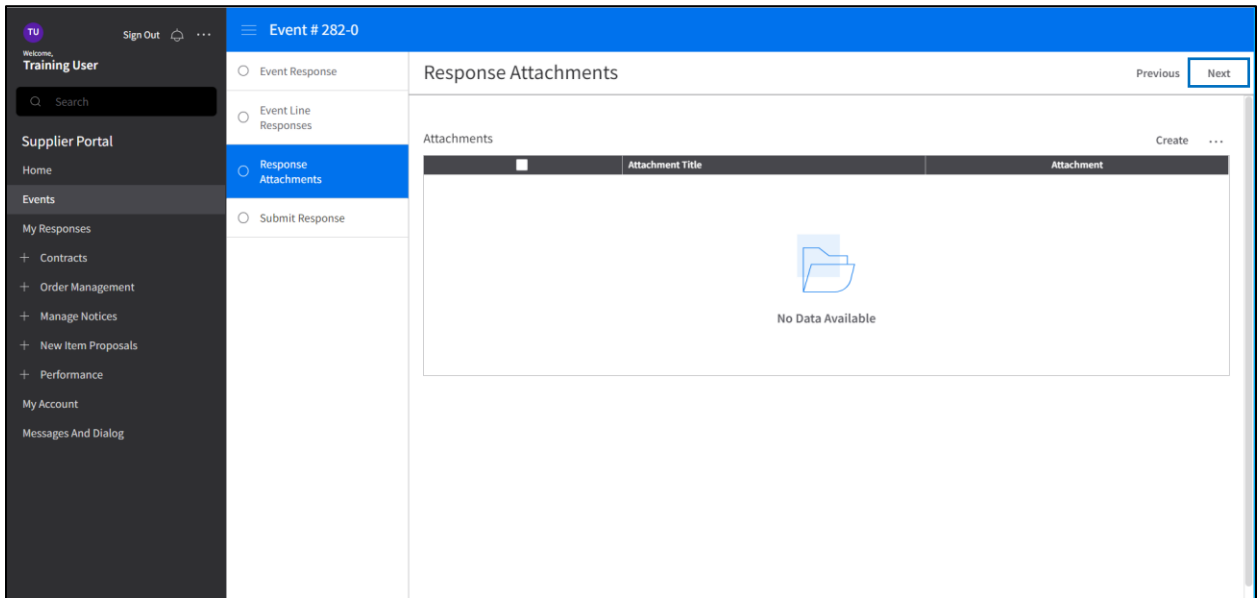 TU
Sign Out
Welcome,
Training User
Search
Supplier Portal
Home
Events
My Responses
Contracts
Order Management
Manage Notices
New Item Proposals
Performance
My Account
Messages And Dialog
Event # 282-0
Event Response
Event Line
Responses
Response
Attachments
Submit Response
Response Attachments
Previous
Next
Attachments
Create
Attachment Title
Attachment
No Data Available